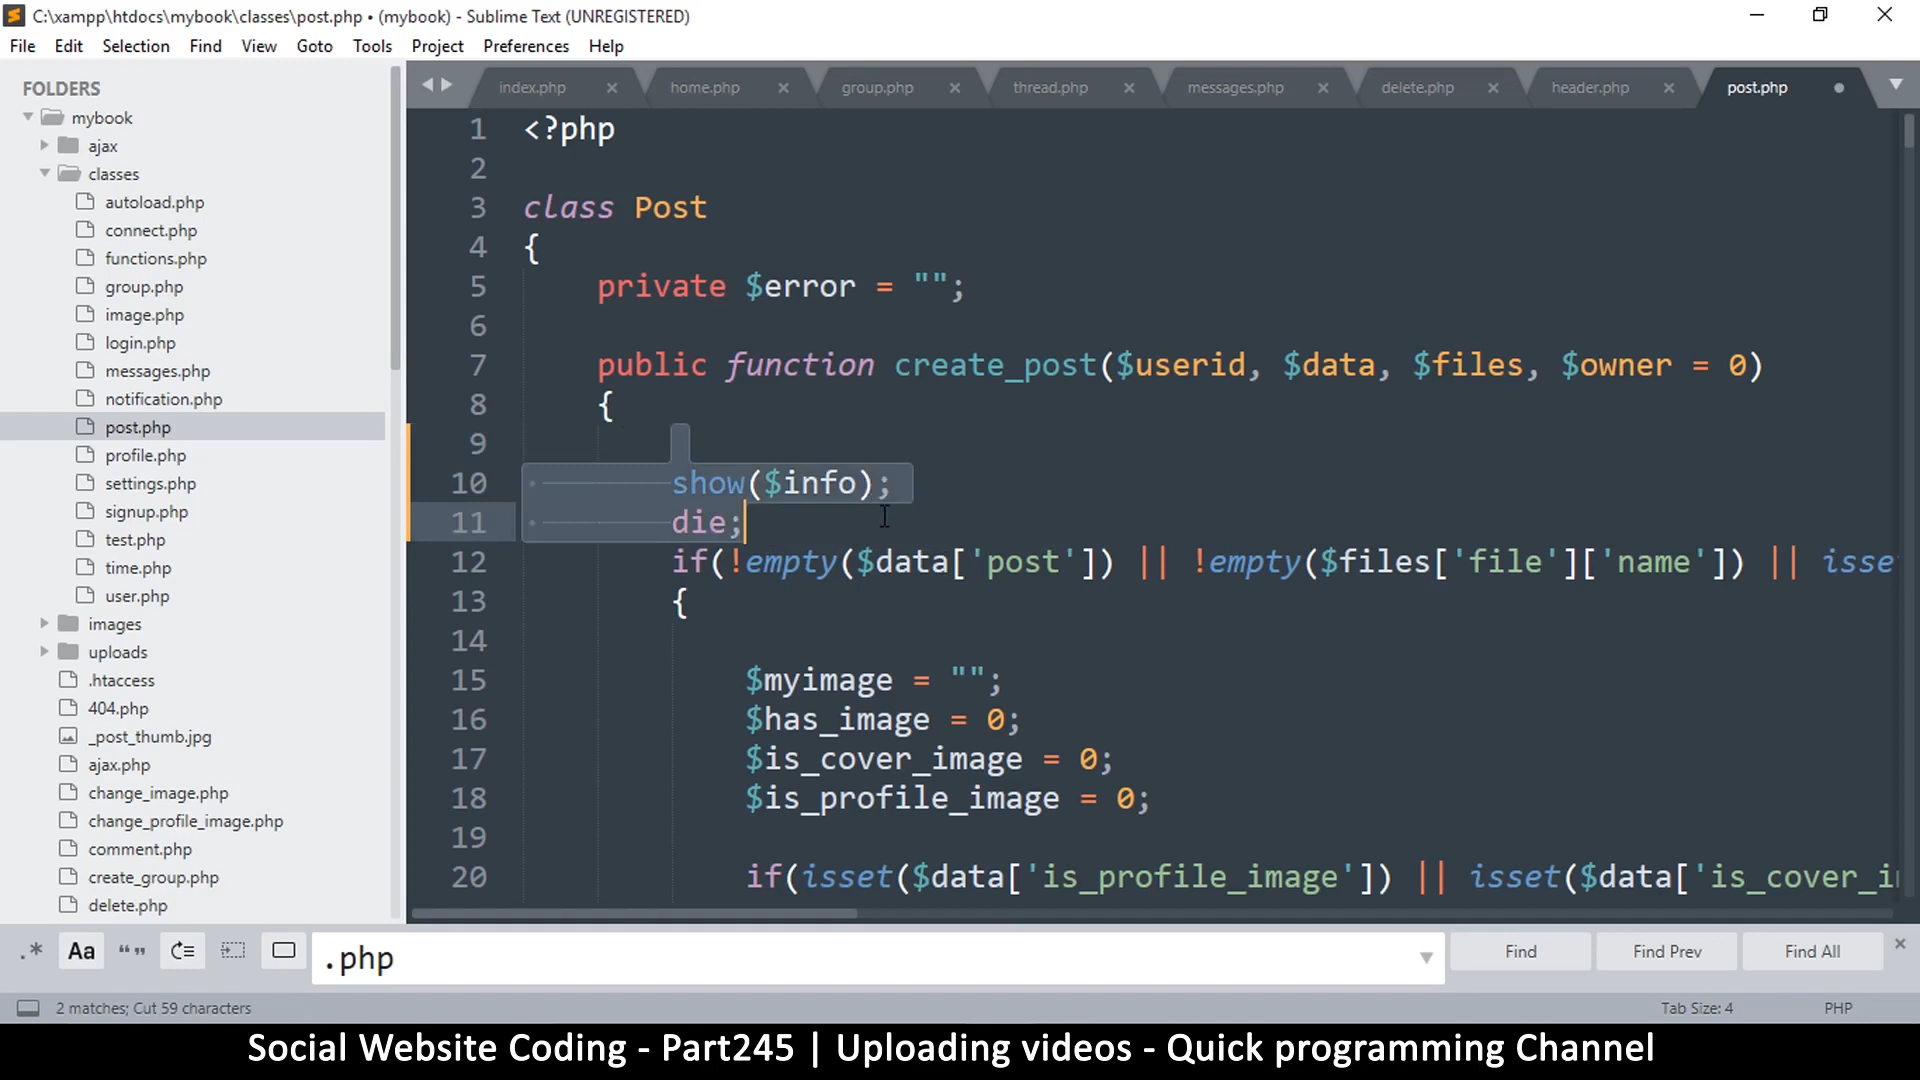 C:\xampp\htdocs\mybook\classes\post.php • (mybook) - Sublime Text (UNREGISTERED)
File Edit Selection Find View Goto Tools Project Preferences Help
FOLDERS
mybook
ajax
classes
autoload.php
connect.php
functions.php
group.php
image.php
login.php
messages.php
notification.php
post.php
profile.php
settings.php
signup.php
test.php
time.php
user.php
images
uploads
.htaccess
404.php
_post_thumb.jpg
ajax.php
change_image.php
change_profile_image.php
comment.php
create_group.php
delete.php
index.php home.php group.php thread.php messages.php delete.php header.php post.php
1 <?php
2
3 class Post
4 {
5 private $error = "";
6
7 public function create_post($userid, $data, $files, $owner = 0)
8 {
9
10 show($info);
11 die;
12 if(!empty($data['post']) || !empty($files['file']['name']) || isse
13 {
14
15 $myimage = "";
16 $has_image = 0;
17 $is_cover_image = 0;
18 $is_profile_image = 0;
19
20 if(isset($data['is_profile_image']) || isset($data['is_cover_i
.* Aa “” .php Find Find Prev Find All
2 matches; Cut 59 characters Tab Size: 4 PHP
Social Website Coding - Part245 | Uploading videos - Quick programming Channel